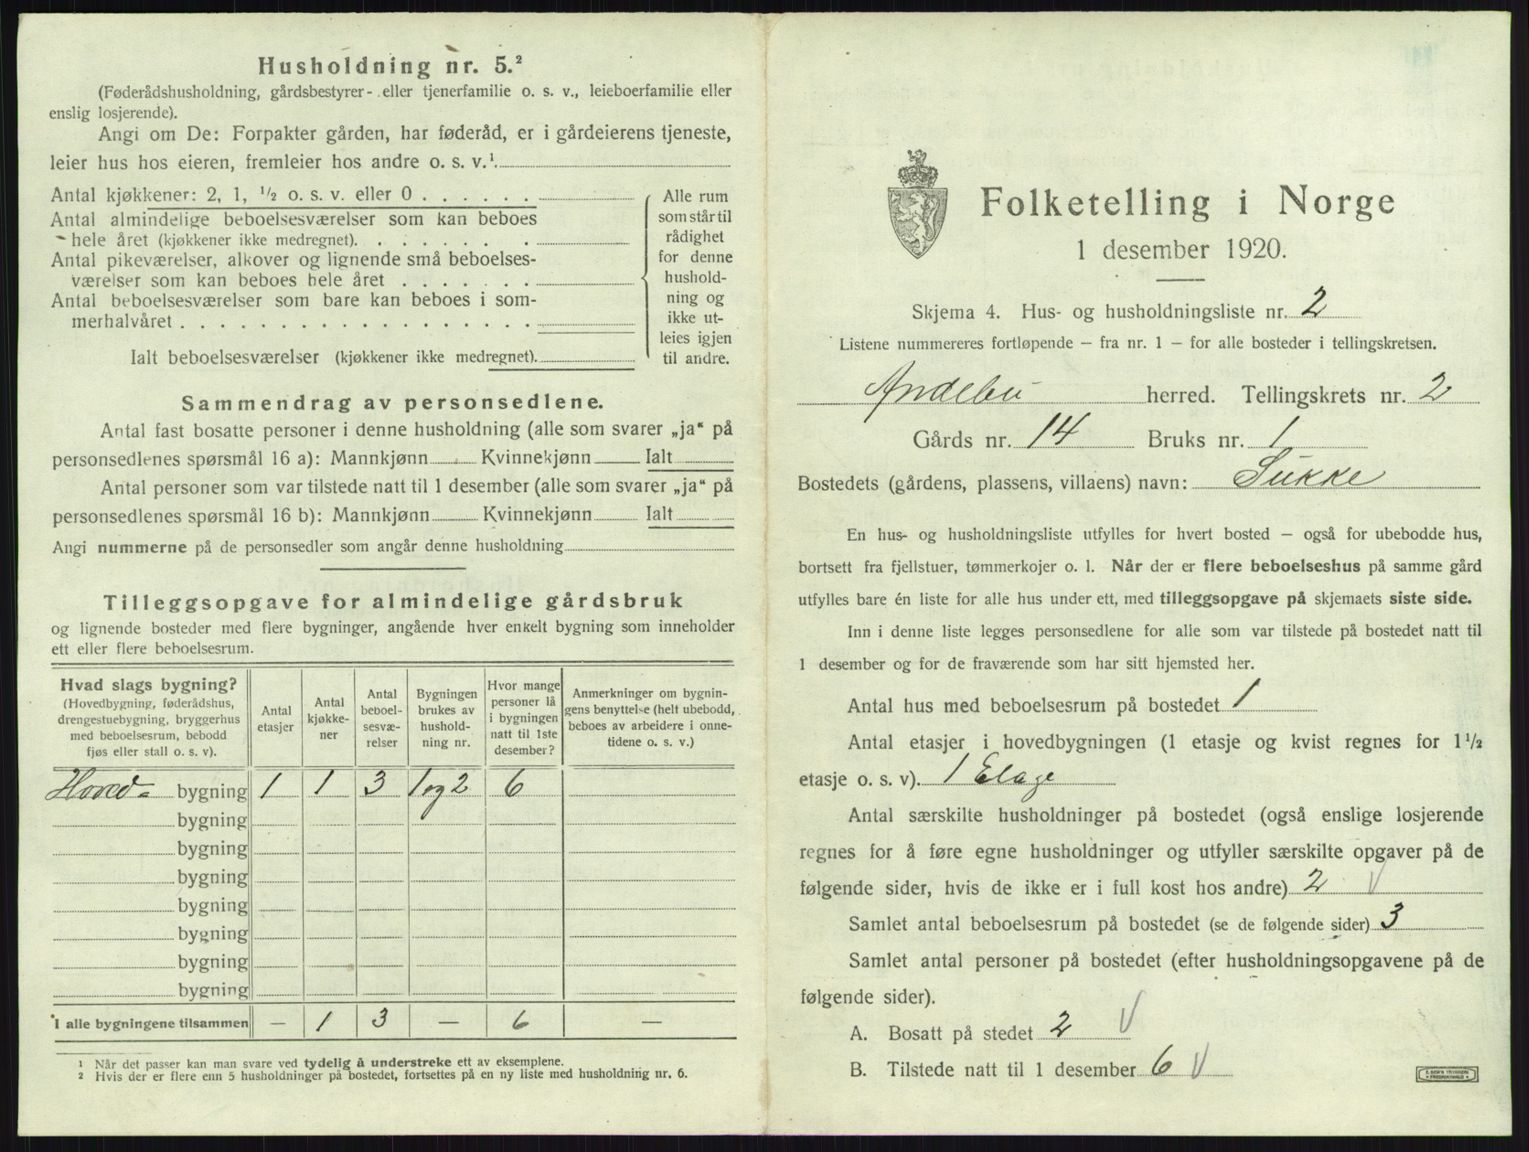 Husholdning nr. 5.²
(Føderådshusholdning, gårdsbestyrer- eller tjenerfamilie o. s. v., leieboerfamilie eller
enslig losjerende).
Angi om De: Forpakter gården, har føderåd, er i gårdeierens tjeneste,
leier hus hos eieren, fremleier hos andre o. s. v.¹
Antal kjøkkener: 2, 1, ½ o. s. v. eller 0
Antal almindelige beboelsesværelser som kan beboes
hele året (kjøkkener ikke medregnet).
Antal pikeværelser, alkover og lignende små beboelses-
værelser som kan beboes hele året
Antal beboelsesværelser som bare kan beboes i som-
merhalvåret
Ialt beboelsesværelser (kjøkkener ikke medregnet).
Alle rum
som står til
rådighet
for denne
hushold-
ning og
ikke ut-
leies igjen
til andre.
Sammendrag av personsedlene.
Antal fast bosatte personer i denne husholdning (alle som svarer „ja“ på
personsedlenes spørsmål 16 a): Mannkjønn Kvinnekjønn Ialt
Antal personer som var tilstede natt til 1 desember (alle som svarer „ja“ på
personsedlenes spørsmål 16 b): Mannkjønn Kvinnekjønn Ialt
Angi nummerne på de personsedler som angår denne husholdning
Tilleggsopgave for almindelige gårdsbruk
og lignende bosteder med flere bygninger, angående hver enkelt bygning som inneholder
ett eller flere beboelsesrum.
Hvad slags bygning?
(Hovedbygning, føderådshus,
drengestuebygning, bryggerhus
med beboelsesrum, bebodd
fjøs eller stall o. s. v).
Antal
etasjer
Antal
kjøkke-
ner
Antal
beboel-
sesvæ-
relser
Bygningen
brukes av
hushold-
ning nr.
Hvor mange
personer lå
i bygningen
natt til 1ste
desember?
Anmerkninger om bygnin-
gens benyttelse (helt ubebodd,
beboes av arbeidere i onne-
tidene o. s. v.)
Hoved- bygning 1 1 3 1 og 2 6
bygning
bygning
bygning
bygning
bygning
bygning
bygning
I alle bygningene tilsammen — 1 3 — 6 —
¹ Når det passer kan man svare ved tydelig å understreke ett av eksemplene.
² Hvis der er flere enn 5 husholdninger på bostedet, fortsettes på en ny liste med husholdning nr. 6.
Folketelling i Norge
1 desember 1920.
Skjema 4. Hus- og husholdningsliste nr. 2
Listene nummereres fortløpende – fra nr. 1 – for alle bosteder i tellingskretsen.
Andebu herred. Tellingskrets nr. 2
Gårds nr. 14 Bruks nr. 1
Bostedets (gårdens, plassens, villaens) navn: Sukke
En hus- og husholdningsliste utfylles for hvert bosted – også for ubebodde hus,
bortsett fra fjellstuer, tømmerkojer o. l. Når der er flere beboelseshus på samme gård
utfylles bare én liste for alle hus under ett, med tilleggsopgave på skjemaets siste side.
Inn i denne liste legges personsedlene for alle som var tilstede på bostedet natt til
1 desember og for de fraværende som har sitt hjemsted her.
Antal hus med beboelsesrum på bostedet 1
Antal etasjer i hovedbygningen (1 etasje og kvist regnes for 1½
etasje o. s. v). 1 Etage
Antal særskilte husholdninger på bostedet (også enslige losjerende
regnes for å føre egne husholdninger og utfyller særskilte opgaver på de
følgende sider, hvis de ikke er i full kost hos andre) 2
Samlet antal beboelsesrum på bostedet (se de følgende sider) 3
Samlet antal personer på bostedet (efter husholdningsopgavene på de
følgende sider).
A. Bosatt på stedet 2
B. Tilstede natt til 1 desember 6